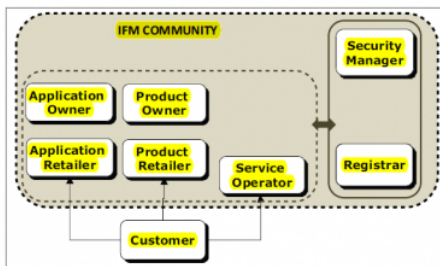 IFM COMMUNITY
Security
Manager
Application
Owner
Product
Owner
Application
Retailer
Product
Retailer
Service
Operator
Registrar
Customer